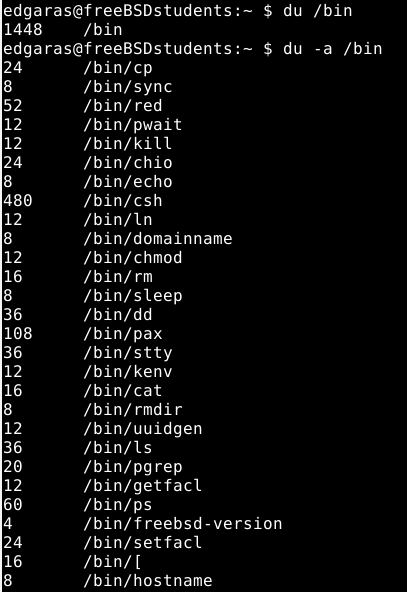 edgaras@freeBSDstudents:~ $ du /bin
1448    /bin
edgaras@freeBSDstudents:~ $ du -a /bin
24      /bin/cp
8       /bin/sync
52      /bin/red
12      /bin/pwait
12      /bin/kill
24      /bin/chio
8       /bin/echo
480     /bin/csh
12      /bin/ln
8       /bin/domainname
12      /bin/chmod
16      /bin/rm
8       /bin/sleep
36      /bin/dd
108     /bin/pax
36      /bin/stty
12      /bin/kenv
16      /bin/cat
8       /bin/rmdir
12      /bin/uuidgen
36      /bin/ls
20      /bin/pgrep
12      /bin/getfacl
60      /bin/ps
4       /bin/freebsd-version
24      /bin/setfacl
16      /bin/[
8       /bin/hostname